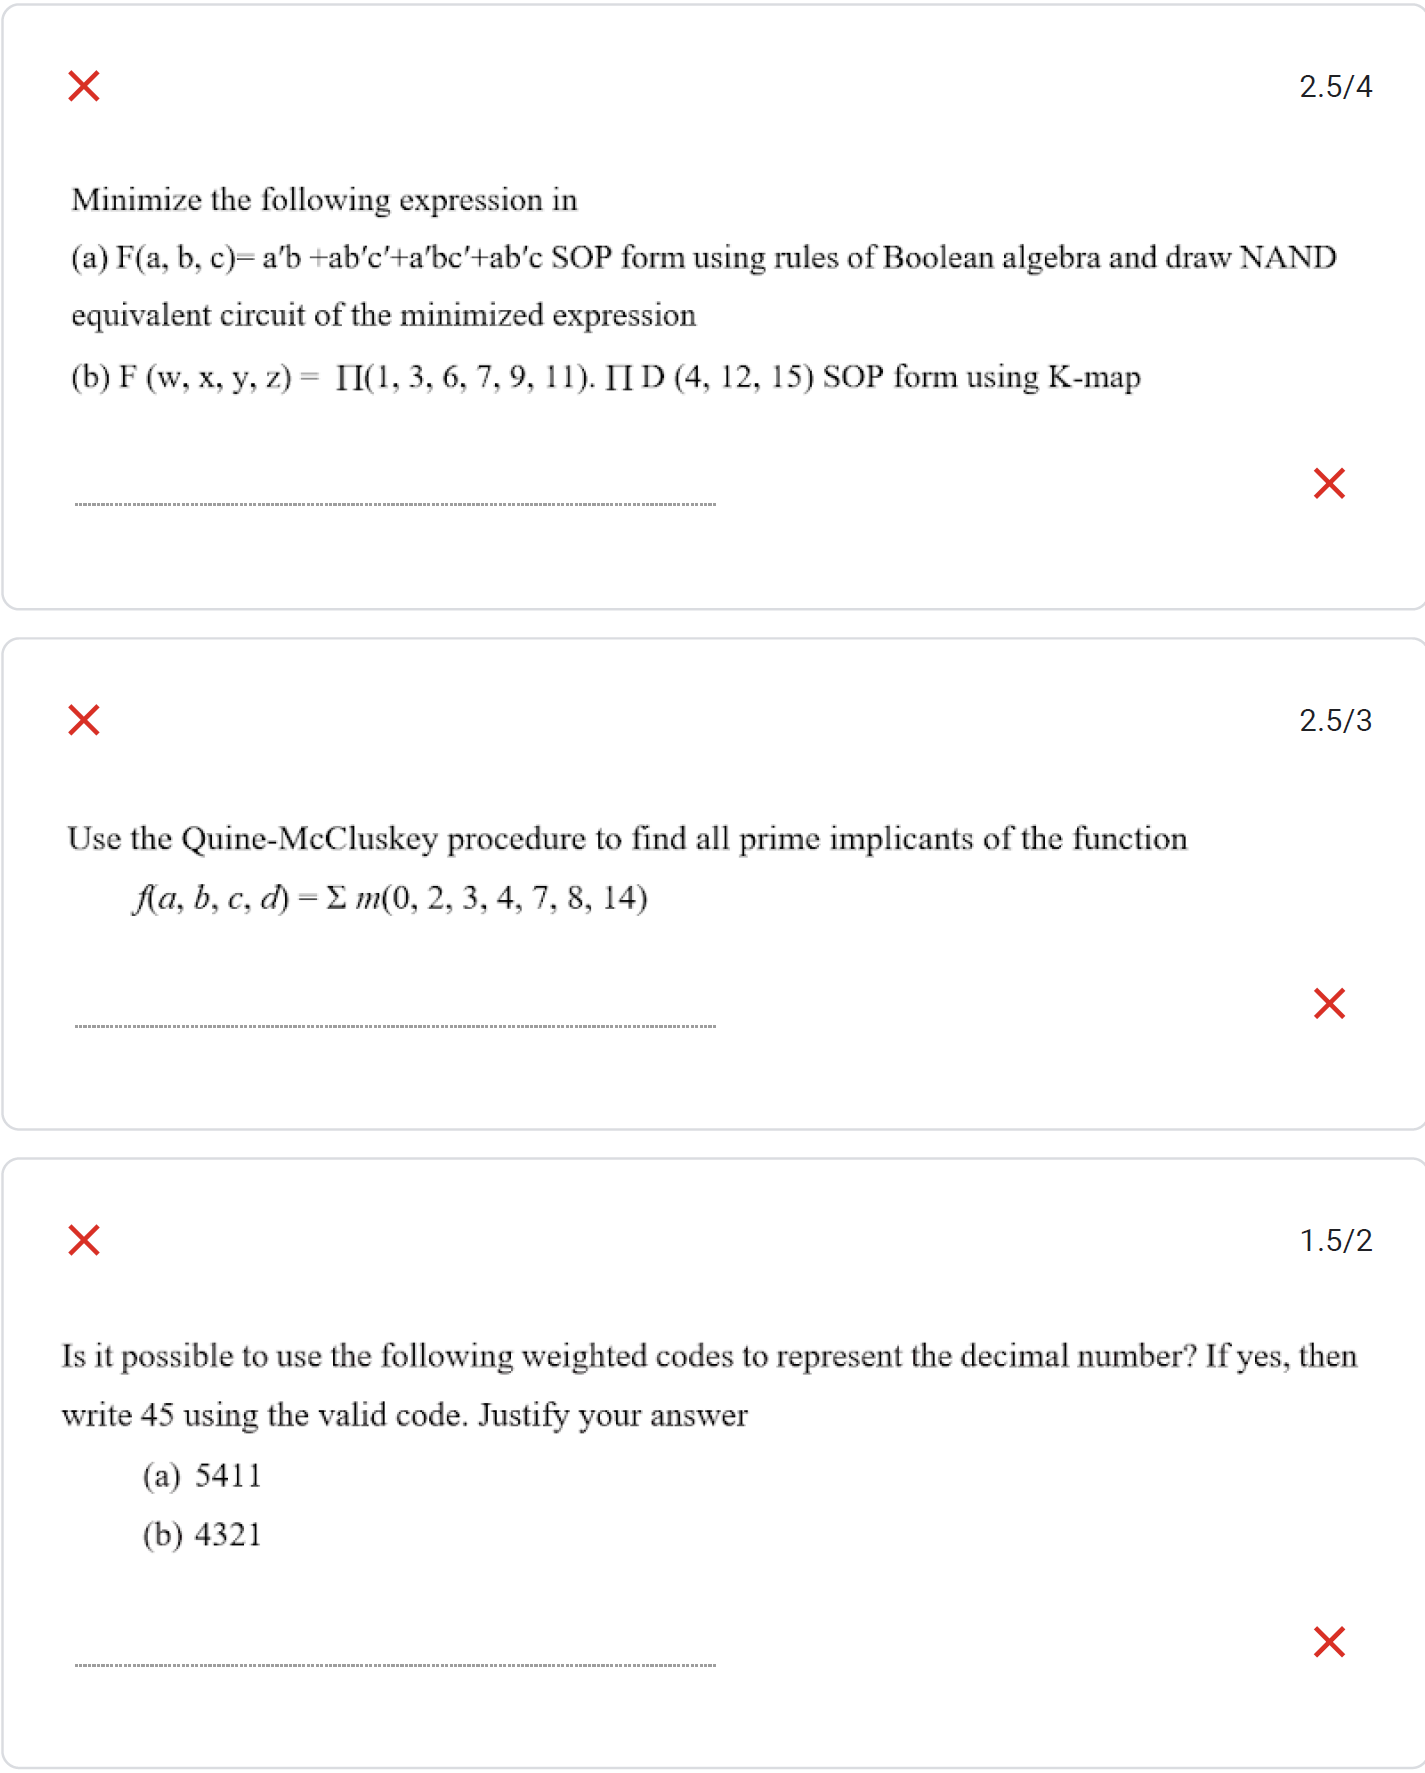 2.5/4
Minimize the following expression in
(a) F(a, b, c)= a′b +ab′c′+a′bc′+ab′c SOP form using rules of Boolean algebra and draw NAND
equivalent circuit of the minimized expression
(b) F (w, x, y, z) = Π(1, 3, 6, 7, 9, 11). Π D (4, 12, 15) SOP form using K-map
2.5/3
Use the Quine-McCluskey procedure to find all prime implicants of the function
f(a, b, c, d) = Σ m(0, 2, 3, 4, 7, 8, 14)
1.5/2
Is it possible to use the following weighted codes to represent the decimal number? If yes, then
write 45 using the valid code. Justify your answer
(a) 5411
(b) 4321